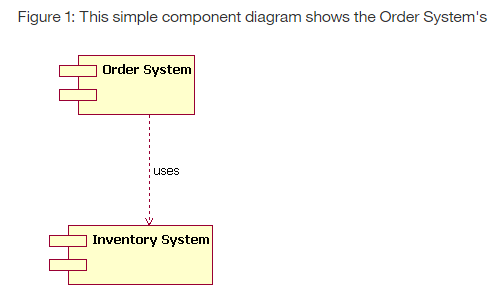 Figure 1: This simple component diagram shows the Order System's
Order System
uses
Inventory System